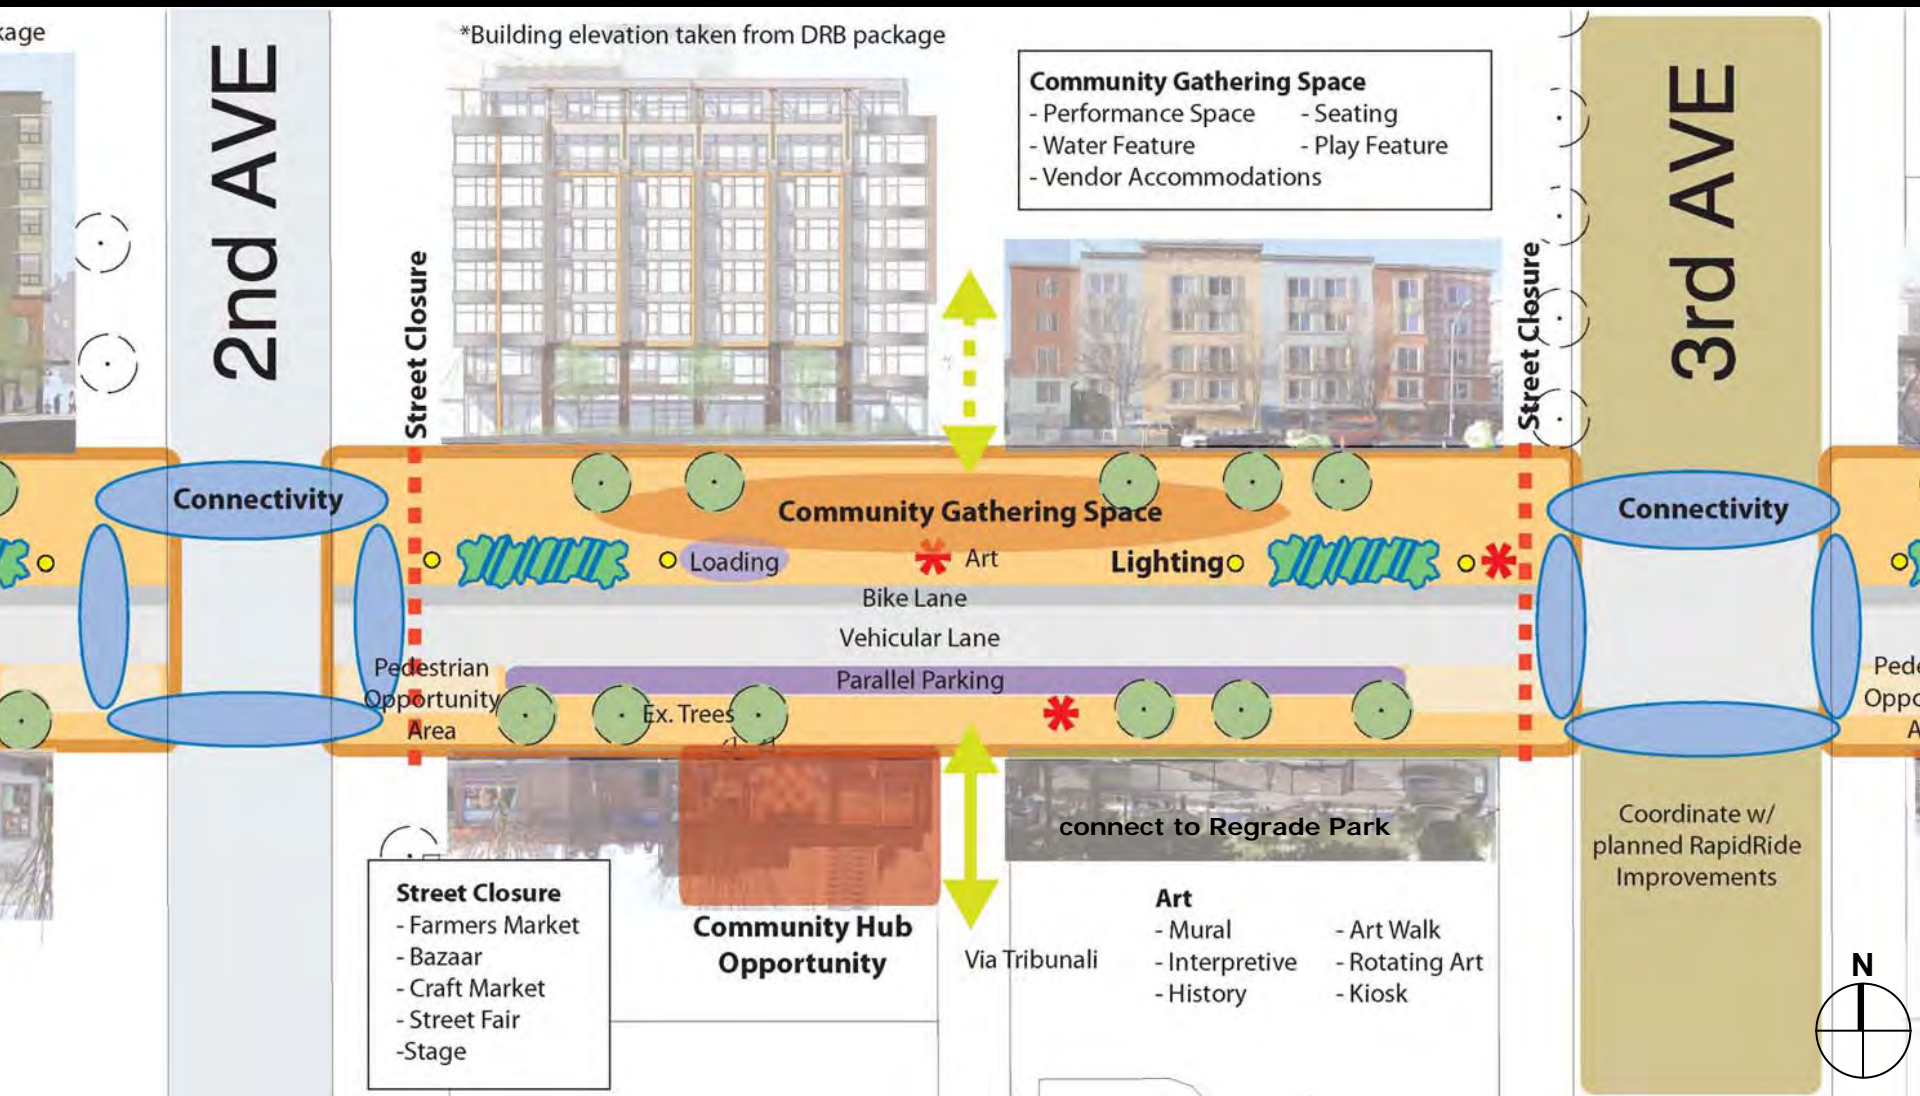 kage
2nd AVE
*Building elevation taken from DRB package
Community Gathering Space
- Performance Space
- Seating
- Water Feature
- Play Feature
- Vendor Accommodations
3rd AVE
Street Closure
Street Closure
Connectivity
Community Gathering Space
Connectivity
Loading
Art
Lighting
Bike Lane
Vehicular Lane
Parallel Parking
Pedestrian
Opportunity
Area
Ex. Trees
Pede
Oppo
A
connect to Regrade Park
Coordinate w/
planned RapidRide
Improvements
Street Closure
- Farmers Market
- Bazaar
- Craft Market
- Street Fair
-Stage
Community Hub
Opportunity
Via Tribunali
Art
- Mural
- Art Walk
- Interpretive
- Rotating Art
- History
- Kiosk
N